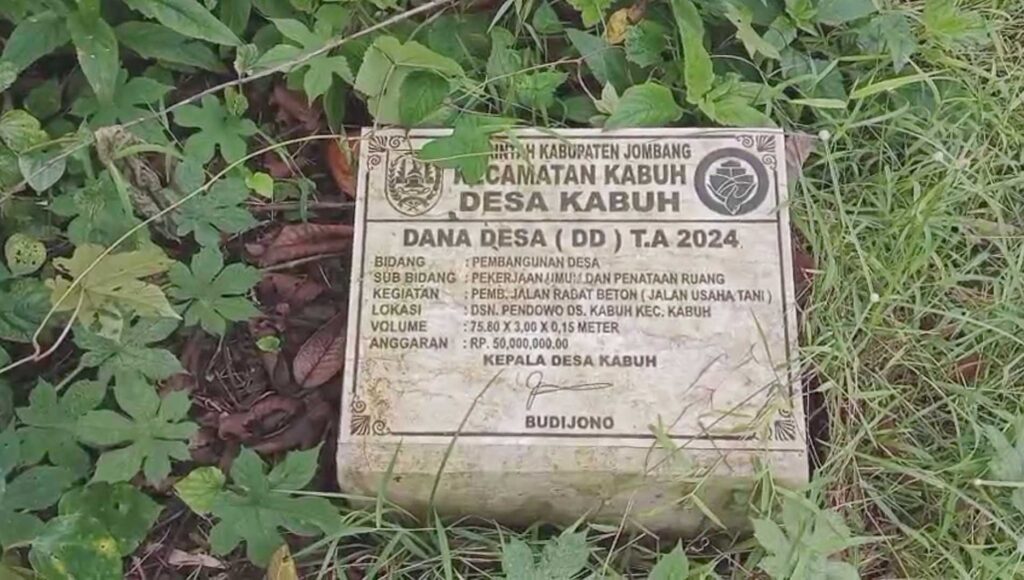 KABUPATEN JOMBANG
KECAMATAN KABUH
DESA KABUH
DANA DESA ( DD ) T.A 2024
BIDANG : PEMBANGUNAN DESA
SUB BIDANG : PEKERJAAN UMUM DAN PENATAAN RUANG
KEGIATAN : PEMB. JALAN RABAT BETON ( JALAN USAHA TANI )
LOKASI : DSN. PENDOWO DS. KABUH KEC. KABUH
VOLUME : 75.80 X 3,00 X 0,15 METER
ANGGARAN : RP. 50,000,000.00
KEPALA DESA KABUH
BUDIJONO